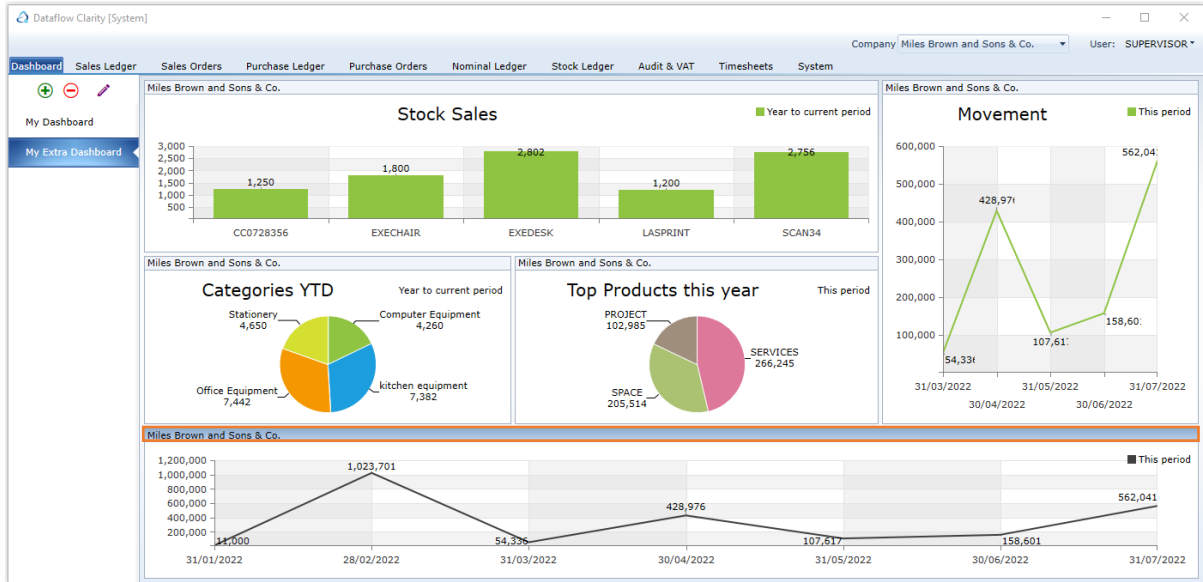 Dataflow Clarity [System]
Company Miles Brown and Sons & Co. User: SUPERVISOR
Dashboard Sales Ledger Sales Orders Purchase Ledger Purchase Orders Nominal Ledger Stock Ledger Audit & VAT Timesheets System
My Dashboard
My Extra Dashboard
Miles Brown and Sons & Co.
Stock Sales
Year to current period
3,000
2,500
2,000
1,500
1,000
500
1,250
1,800
2,802
1,200
2,756
CC0728356 EXECHAIR EXEDESK LASPRINT SCAN34
Miles Brown and Sons & Co.
Movement
This period
600,000
500,000
400,000
300,000
200,000
100,000
54,336
428,976
107,617
158,601
562,041
31/03/2022 31/05/2022 31/07/2022
30/04/2022 30/06/2022
Miles Brown and Sons & Co.
Categories YTD
Year to current period
Stationery
4,650
Computer Equipment
4,260
Office Equipment
7,442
kitchen equipment
7,382
Miles Brown and Sons & Co.
Top Products this year
This period
PROJECT
102,985
SERVICES
266,245
SPACE
205,514
Miles Brown and Sons & Co.
This period
1,200,000
1,000,000
800,000
600,000
400,000
200,000
11,000
1,023,701
54,336
428,976
107,617
158,601
562,041
31/01/2022 28/02/2022 31/03/2022 30/04/2022 31/05/2022 30/06/2022 31/07/2022